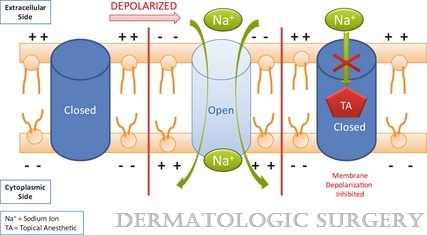 Extracellular
Side
DEPOLARIZED
Na⁺
Na⁺
+ +
- -
- -
+ +
+ +
Closed
Open
TA
Closed
- -
+ +
+ +
- -
- -
Na⁺
Cytoplasmic
Side
Membrane
Depolarization
Inhibited
Na⁺ = Sodium Ion
TA = Topical Anesthetic
DERMATOLOGIC SURGERY